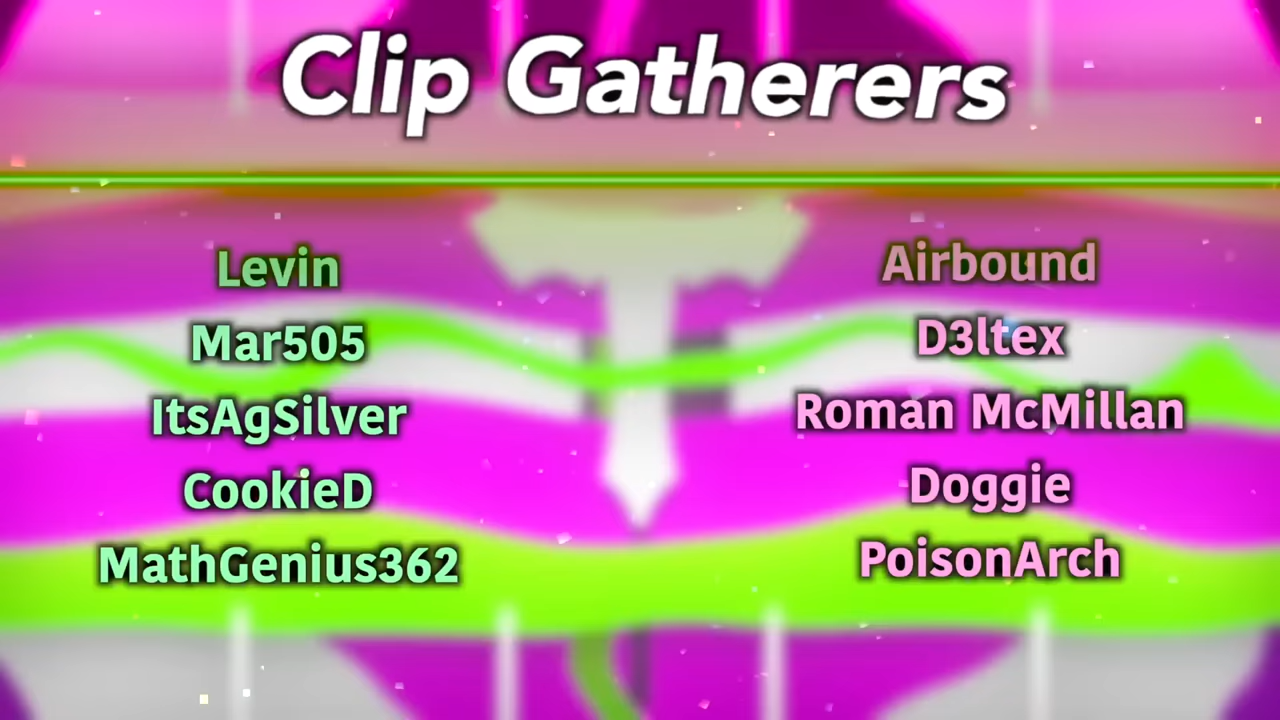 Clip Gatherers
Levin
Mar505
ItsAgSilver
CookieD
MathGenius362
Airbound
D3ltex
Roman McMillan
Doggie
PoisonArch